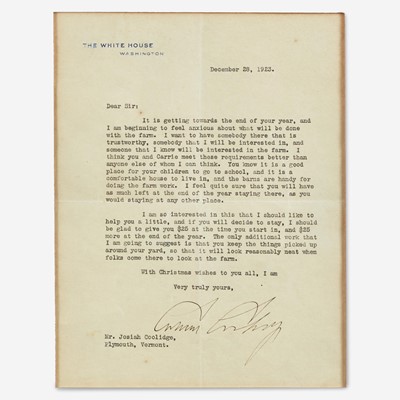 THE WHITE HOUSE
WASHINGTON
December 28, 1923.
Dear Sir:
It is getting towards the end of your year, and
I am beginning to feel anxious about what will be done
with the farm. I want to have somebody there that is
trustworthy, somebody that I will be interested in, and
someone that I know will be interested in the farm. I
think you and Carrie meet these requirements better than
anyone else of whom I can think. You know it is a good
place for your children to go to school, and it is a
comfortable house to live in, and the barns are handy for
doing the farm work. I feel quite sure that you will have
as much left at the end of the year staying there, as you
would staying at any other place.
I am so interested in this that I should like to
help you a little, and if you will decide to stay, I should
be glad to give you $25 at the time you start in, and $25
more at the end of the year. The only additional work that
I am going to suggest is that you keep the things picked up
around your yard, so that it will look reasonably neat when
folks come there to look at the farm.
With Christmas wishes to you all, I am
Very truly yours,
Calvin Coolidge
Mr. Josiah Coolidge,
Plymouth, Vermont.